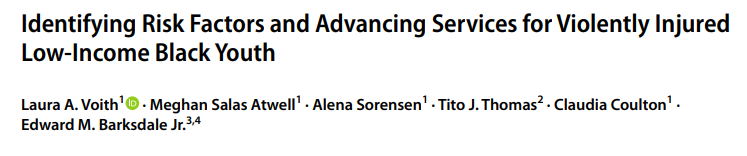 Identifying Risk Factors and Advancing Services for Violently Injured
Low-Income Black Youth
Laura A. Voith¹ iD · Meghan Salas Atwell¹ · Alena Sorensen¹ · Tito J. Thomas² · Claudia Coulton¹ ·
Edward M. Barksdale Jr.³,⁴